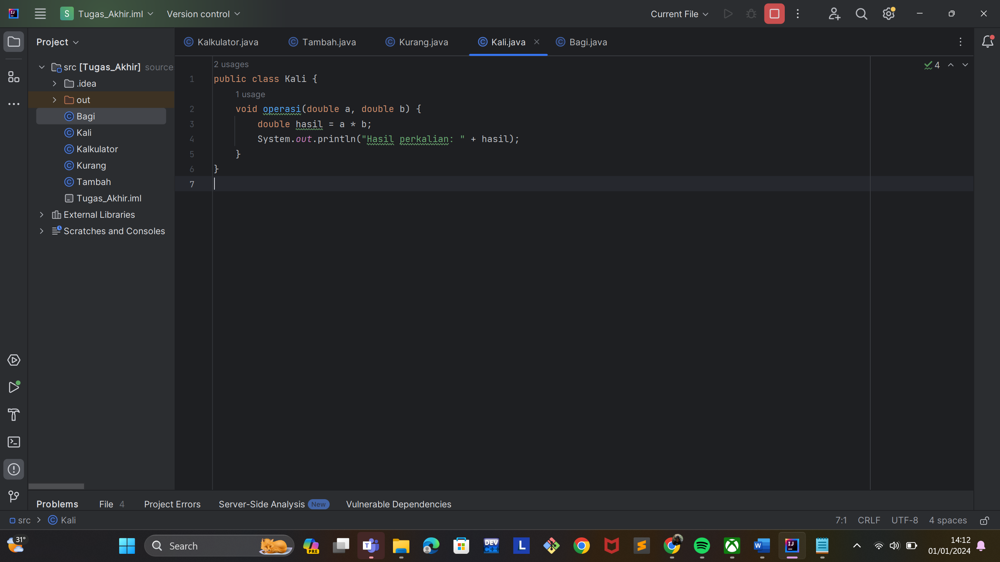 S Tugas_Akhir.iml Version control Current File
Project
Kalkulator.java Tambah.java Kurang.java Kali.java Bagi.java
src [Tugas_Akhir] source
.idea
out
Bagi
Kali
Kalkulator
Kurang
Tambah
Tugas_Akhir.iml
External Libraries
Scratches and Consoles
4
2 usages
1 public class Kali {
1 usage
2 void operasi(double a, double b) {
3 double hasil = a * b;
4 System.out.println("Hasil perkalian: " + hasil);
5 }
6 }
7
Problems File 4 Project Errors Server-Side Analysis New Vulnerable Dependencies
src > Kali 7:1 CRLF UTF-8 4 spaces
31°
Search
PRE
DEV C++
L
14:12
01/01/2024